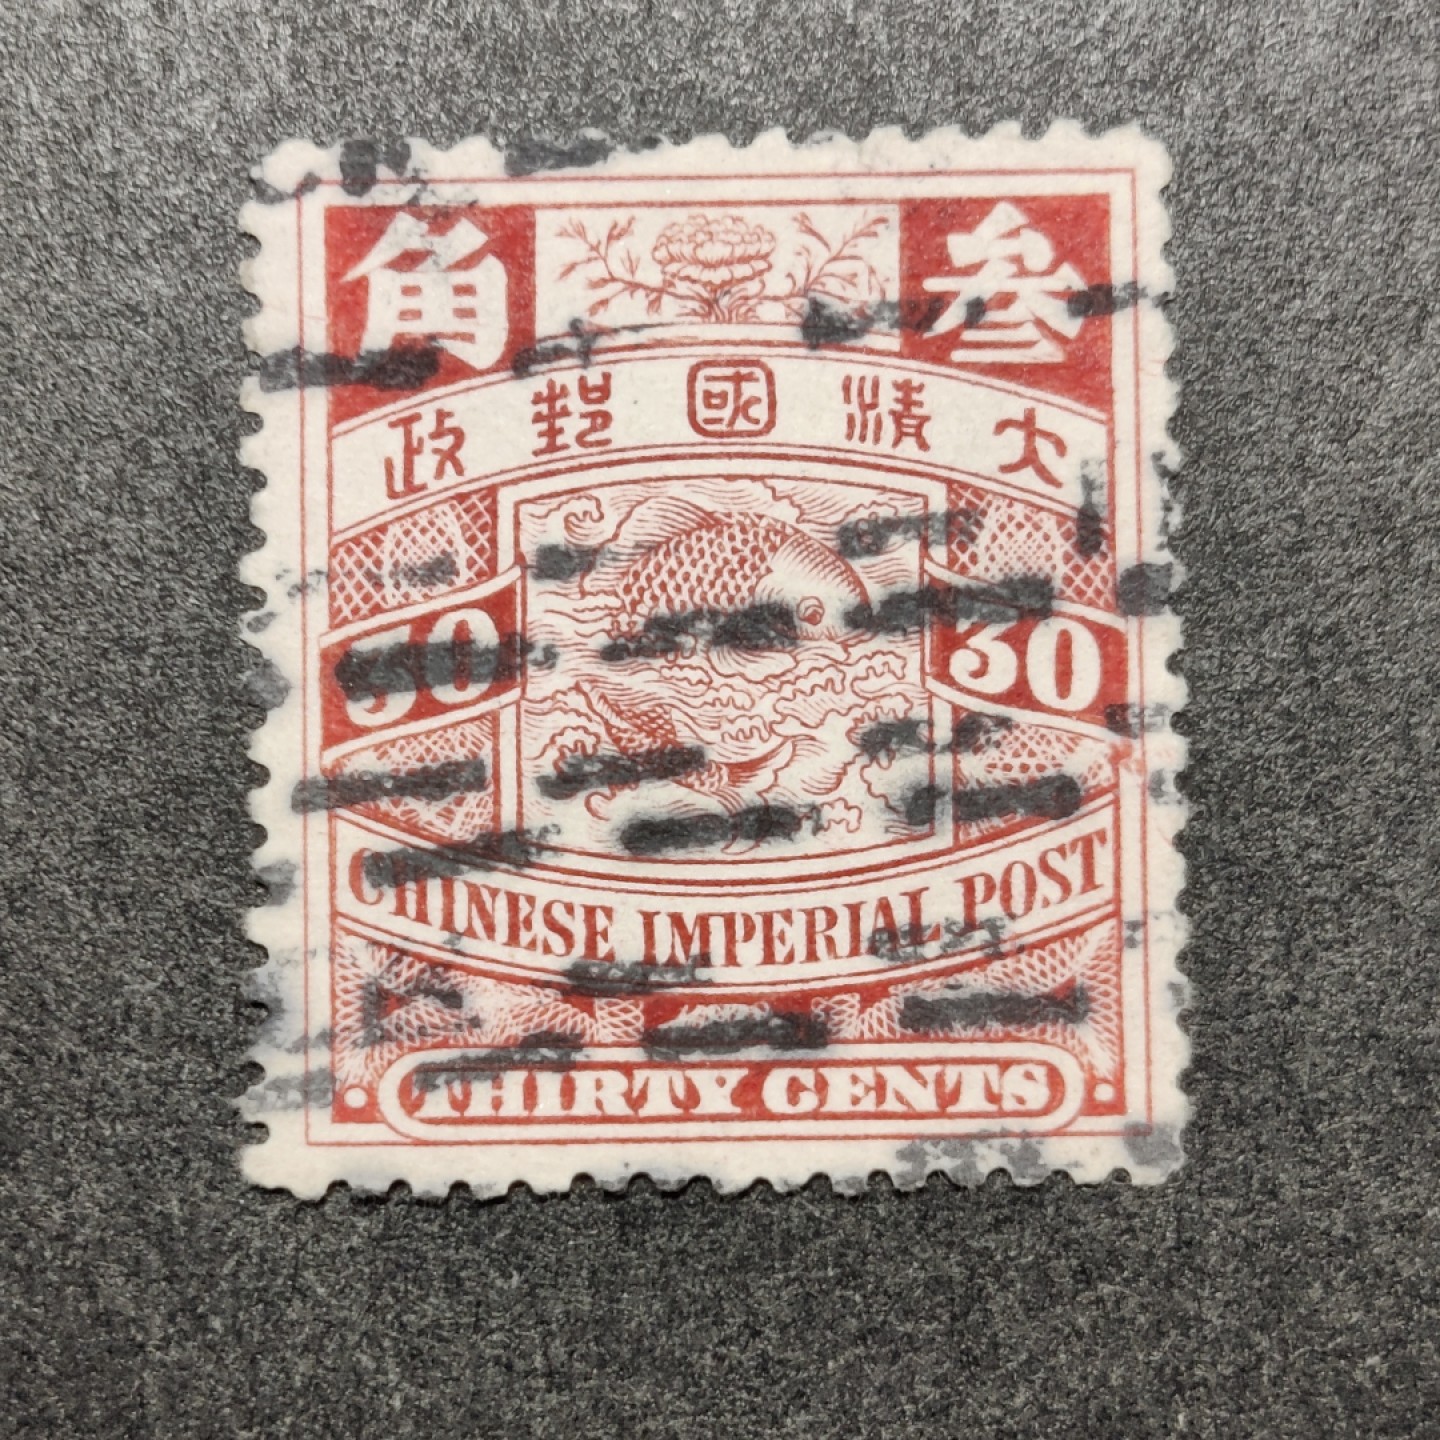 角 叁
政郵國清大
30 30
CHINESE IMPERIAL POST
THIRTY CENTS